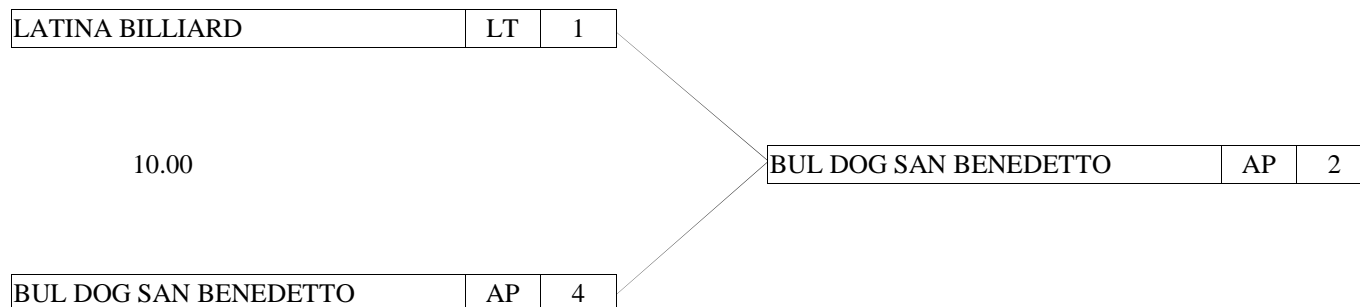 LATINA BILLIARD LT 1
10.00
BUL DOG SAN BENEDETTO AP 2
BUL DOG SAN BENEDETTO AP 4